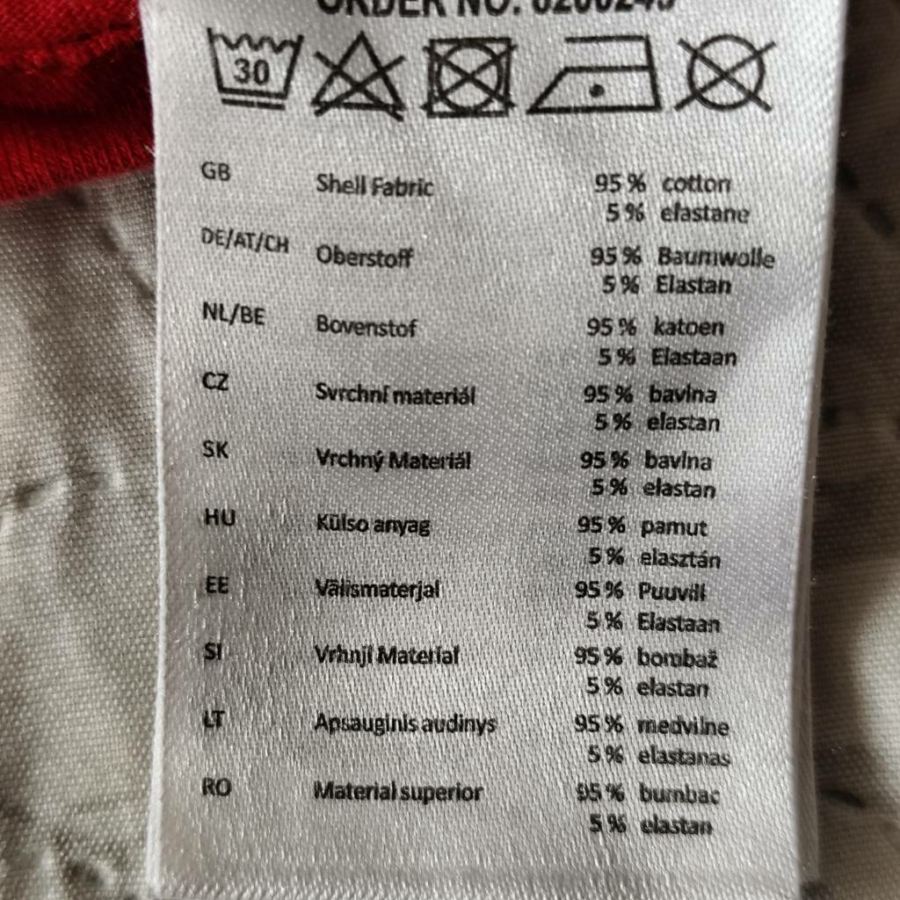 ORDER NO. 6200245
30
GB Shell Fabric 95 % cotton
5 % elastane
DE/AT/CH Oberstoff 95 % Baumwolle
5 % Elastan
NL/BE Bovenstof 95 % katoen
5 % Elastaan
CZ Svrchní materiál 95 % bavlna
5 % elastan
SK Vrchný Materiál 95 % bavlna
5 % elastan
HU Külso anyag 95 % pamut
5 % elasztán
EE Välismaterjal 95 % Puuvill
5 % Elastaan
SI Vrhnji Material 95 % bombaž
5 % elastan
LT Apsauginis audinys 95 % medvilne
5 % elastanas
RO Material superior 95 % bumbac
5 % elastan